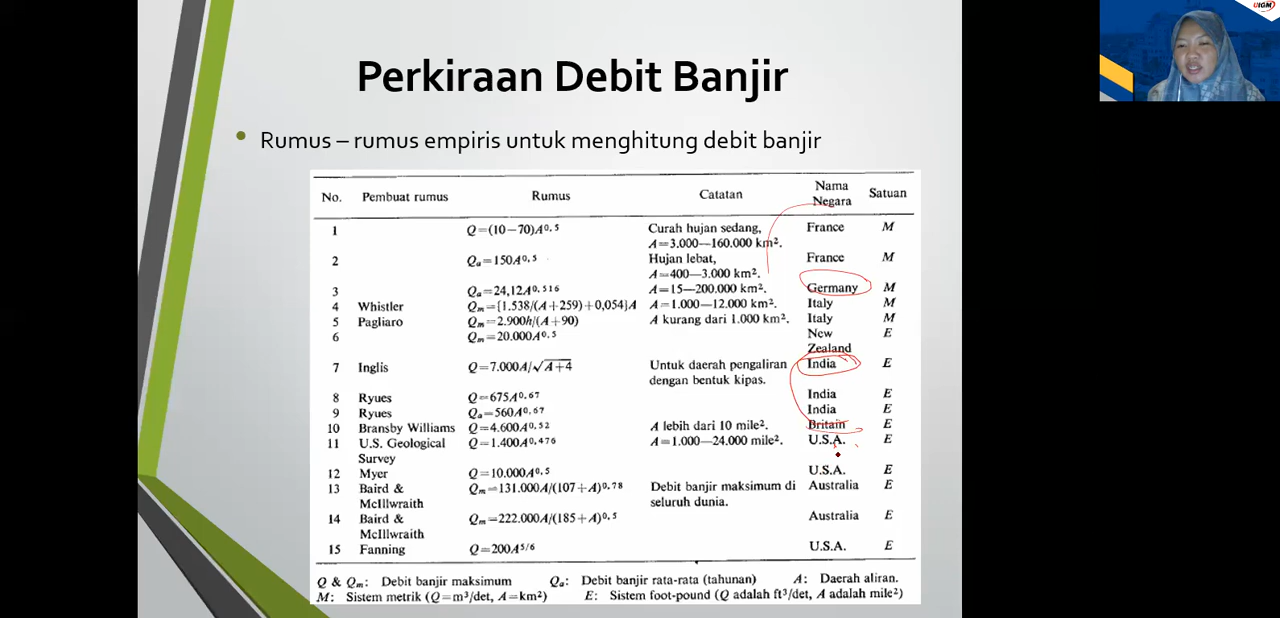 UIGM
Perkiraan Debit Banjir
• Rumus – rumus empiris untuk menghitung debit banjir
No. Pembuat rumus Rumus Catatan Nama Negara Satuan
1 Q=(10−70)A^0,5 Curah hujan sedang, A=3.000—160.000 km². France M
2 Qa=150A^0,5 Hujan lebat, A=400—3.000 km². France M
3 Qa=24,12A^0,516 A=15—200.000 km². Germany M
4 Whistler Qm={1.538/(A+259)+0,054}A A=1.000—12.000 km². Italy M
5 Pagliaro Qm=2.900h/(A+90) A kurang dari 1.000 km². Italy M
6 Qm=20.000A^0.5 New Zealand E
7 Inglis Q=7.000A/√A+4 Untuk daerah pengaliran dengan bentuk kipas. India E
8 Ryues Q=675A^0.67 India E
9 Ryues Qa=560A^0.67 India E
10 Bransby Williams Q=4.600A^0.52 A lebih dari 10 mile². Britain E
11 U.S. Geological Survey Q=1.400A^0.476 A=1.000—24.000 mile². U.S.A. E
12 Myer Q=10.000A^0.5 U.S.A. E
13 Baird & McIllwraith Qm=131.000A/(107+A)^0.78 Debit banjir maksimum di seluruh dunia. Australia E
14 Baird & McIllwraith Qm=222.000A/(185+A)^0.5 Australia E
15 Fanning Q=200A^5/6 U.S.A. E
Q & Qm: Debit banjir maksimum Qa: Debit banjir rata-rata (tahunan) A: Daerah aliran.
M: Sistem metrik (Q=m³/det, A=km²) E: Sistem foot-pound (Q adalah ft³/det, A adalah mile²)